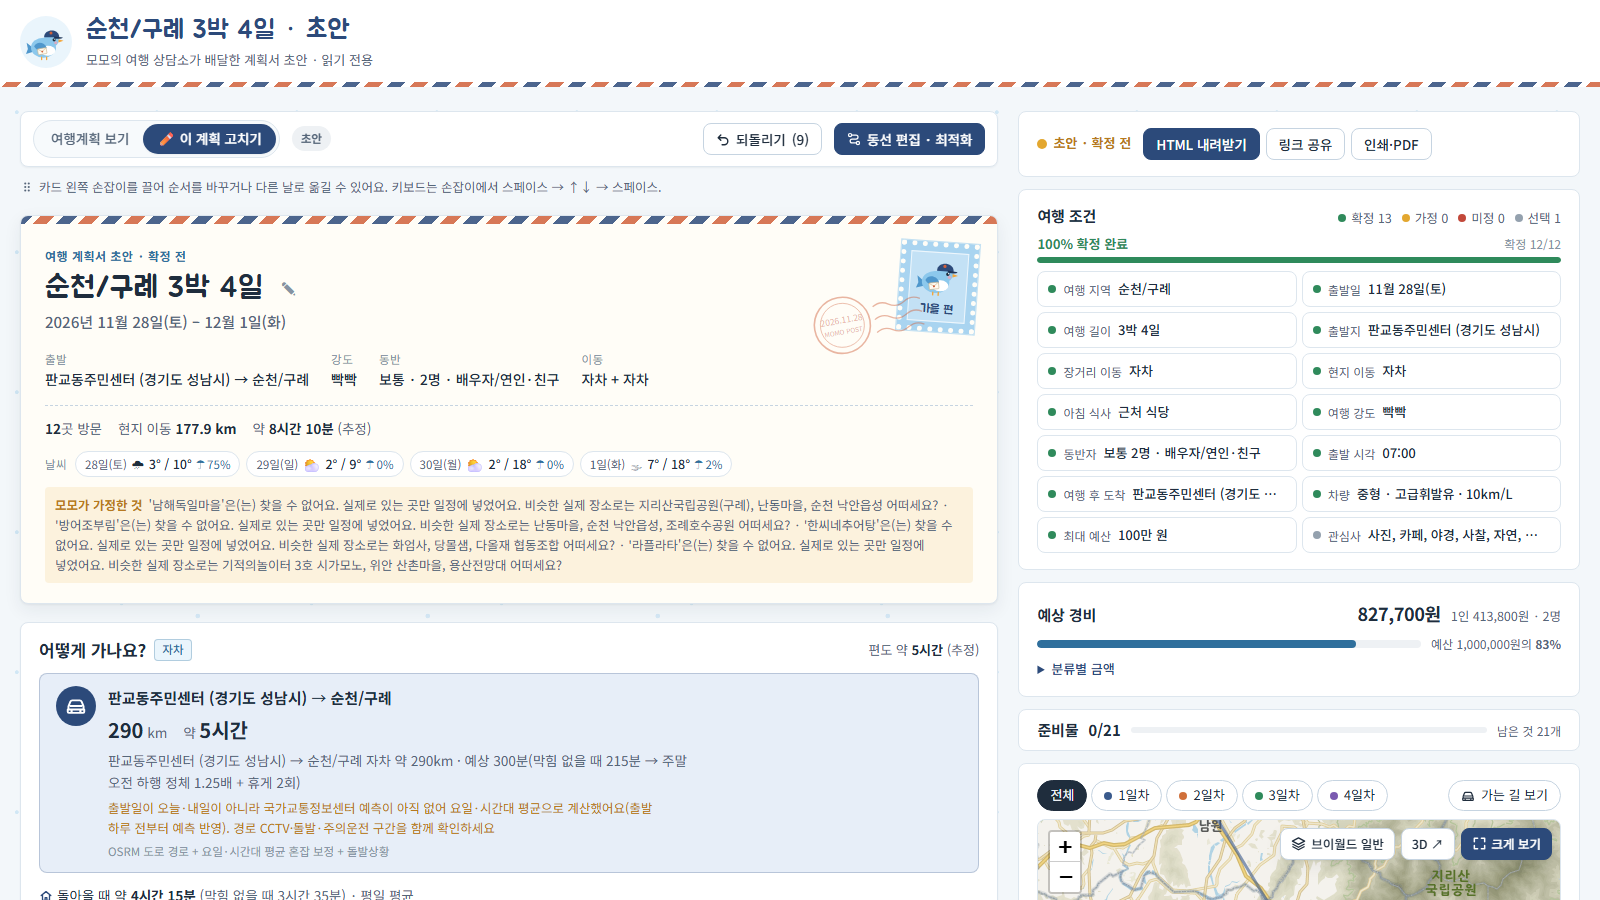 순천/구례 3박 4일 · 초안
모모의 여행 상담소가 배달한 계획서 초안 · 읽기 전용
여행계획 보기
이 계획 고치기
초안
되돌리기 (9)
동선 편집 · 최적화
카드 왼쪽 손잡이를 끌어 순서를 바꾸거나 다른 날로 옮길 수 있어요. 키보드는 손잡이에서 스페이스 → ↑↓ → 스페이스.
여행 계획서 초안 · 확정 전
순천/구례 3박 4일
2026년 11월 28일(토) – 12월 1일(화)
가을 편
2026.11.28
MOMO POST
출발 강도 동반 이동
판교동주민센터 (경기도 성남시) → 순천/구례 빡빡 보통 · 2명 · 배우자/연인·친구 자차 + 자차
12곳 방문 현지 이동 177.9 km 약 8시간 10분 (추정)
날씨 28일(토) 3° / 10° ☂75% 29일(일) 2° / 9° ☂0% 30일(월) 2° / 18° ☂0% 1일(화) 7° / 18° ☂2%
모모가 가정한 것 '남해독일마을'은(는) 찾을 수 없어요. 실제로 있는 곳만 일정에 넣었어요. 비슷한 실제 장소로는 지리산국립공원(구례), 난동마을, 순천 낙안읍성 어떠세요? ·
'방어조부림'은(는) 찾을 수 없어요. 실제로 있는 곳만 일정에 넣었어요. 비슷한 실제 장소로는 난동마을, 순천 낙안읍성, 조례호수공원 어떠세요? · '한씨네추어탕'은(는) 찾을 수
없어요. 실제로 있는 곳만 일정에 넣었어요. 비슷한 실제 장소로는 화엄사, 당몰샘, 다올재 협동조합 어떠세요? · '라플라타'은(는) 찾을 수 없어요. 실제로 있는 곳만 일정에
넣었어요. 비슷한 실제 장소로는 기적의놀이터 3호 시가모노, 위안 산촌마을, 용산전망대 어떠세요?
어떻게 가나요? 자차
편도 약 5시간 (추정)
판교동주민센터 (경기도 성남시) → 순천/구례
290 km 약 5시간
판교동주민센터 (경기도 성남시) → 순천/구례 자차 약 290km · 예상 300분(막힘 없을 때 215분 → 주말
오전 하행 정체 1.25배 + 휴게 2회)
출발일이 오늘·내일이 아니라 국가교통정보센터 예측이 아직 없어 요일·시간대 평균으로 계산했어요(출발
하루 전부터 예측 반영). 경로 CCTV·돌발·주의운전 구간을 함께 확인하세요
OSRM 도로 경로 + 요일·시간대 평균 혼잡 보정 + 돌발상황
돌아올 때 약 4시간 15분 (막힘 없을 때 3시간 35분) · 평일 평균
초안 · 확정 전
HTML 내려받기
링크 공유
인쇄·PDF
여행 조건
확정 13 가정 0 미정 0 선택 1
100% 확정 완료
확정 12/12
여행 지역 순천/구례
출발일 11월 28일(토)
여행 길이 3박 4일
출발지 판교동주민센터 (경기도 성남시)
장거리 이동 자차
현지 이동 자차
아침 식사 근처 식당
여행 강도 빡빡
동반자 보통 2명 · 배우자/연인·친구
출발 시각 07:00
여행 후 도착 판교동주민센터 (경기도 ···
차량 중형 · 고급휘발유 · 10km/L
최대 예산 100만 원
관심사 사진, 카페, 야경, 사찰, 자연, ···
예상 경비
827,700원 1인 413,800원 · 2명
예산 1,000,000원의 83%
▶ 분류별 금액
준비물 0/21
남은 것 21개
전체
1일차
2일차
3일차
4일차
가는 길 보기
남원
+
−
브이월드 일반
3D ↗
크게 보기
지리산
국립공원